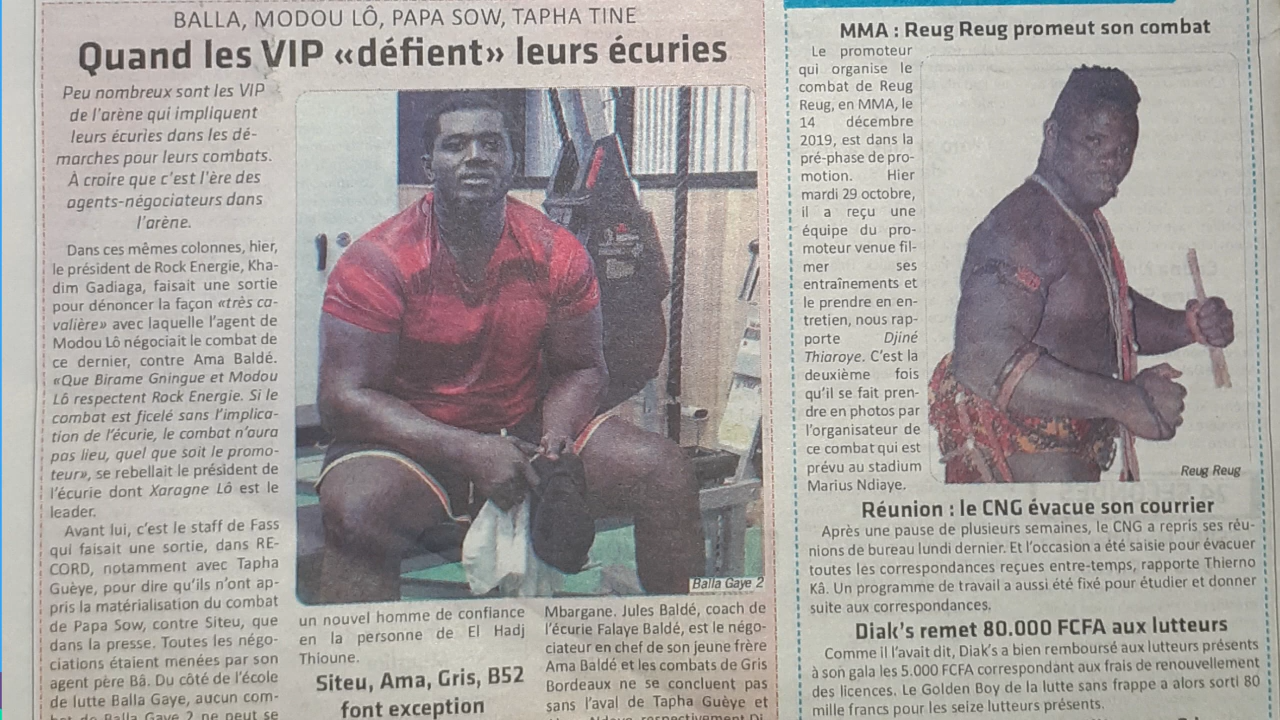 BALLA, MODOU LÔ, PAPA SOW, TAPHA TINE
Quand les VIP «défient» leurs écuries
Peu nombreux sont les VIP
de l'arène qui impliquent
leurs écuries dans les dé-
marches pour leurs combats.
À croire que c'est l'ère des
agents-négociateurs dans
l'arène.
Dans ces mêmes colonnes, hier,
le président de Rock Energie, Kha-
dim Gadiaga, faisait une sortie
pour dénoncer la façon «très ca-
valière» avec laquelle l'agent de
Modou Lô négociait le combat de
ce dernier, contre Ama Baldé.
«Que Birame Gningue et Modou
Lô respectent Rock Energie. Si le
combat est ficelé sans l'implica-
tion de l'écurie, le combat n'aura
pas lieu, quel que soit le promo-
teur», se rebellait le président de
l'écurie dont Xaragne Lô est le
leader.
Avant lui, c'est le staff de Fass
qui faisait une sortie, dans RE-
CORD, notamment avec Tapha
Guèye, pour dire qu'ils n'ont ap-
pris la matérialisation du combat
de Papa Sow, contre Siteu, que
dans la presse. Toutes les négo-
ciations étaient menées par son
agent père Bâ. Du côté de l'école
de lutte Balla Gaye, aucun com-
bat de Balla Gaye 2 ne peut se
Balla Gaye 2
un nouvel homme de confiance
en la personne de El Hadj
Thioune.
Siteu, Ama, Gris, B52
font exception
Mbargane. Jules Baldé, coach de
l'écurie Falaye Baldé, est le négo-
ciateur en chef de son jeune frère
Ama Baldé et les combats de Gris
Bordeaux ne se concluent pas
sans l'aval de Tapha Guèye et
Ndoye, respectivement Di-
MMA : Reug Reug promeut son combat
Le promoteur
qui organise le
combat de Reug
Reug, en MMA, le
14 décembre
2019, est dans la
pré-phase de pro-
motion. Hier
mardi 29 octobre,
il a reçu une
équipe du pro-
moteur venue fil-
mer ses
entraînements et
le prendre en en-
tretien, nous rap-
porte Djiné
Thiaroye. C'est la
deuxième fois
qu'il se fait pren-
dre en photos par
l'organisateur de
ce combat qui est
prévu au stadium
Marius Ndiaye.
Reug Reug
Réunion : le CNG évacue son courrier
Après une pause de plusieurs semaines, le CNG a repris ses réu-
nions de bureau lundi dernier. Et l'occasion a été saisie pour évacuer
toutes les correspondances reçues entre-temps, rapporte Thierno
Kâ. Un programme de travail a aussi été fixé pour étudier et donner
suite aux correspondances.
Diak's remet 80.000 FCFA aux lutteurs
Comme il l'avait dit, Diak's a bien remboursé aux lutteurs présents
à son gala les 5.000 FCFA correspondant aux frais de renouvellement
des licences. Le Golden Boy de la lutte sans frappe a alors sorti 80
mille francs pour les seize lutteurs présents.